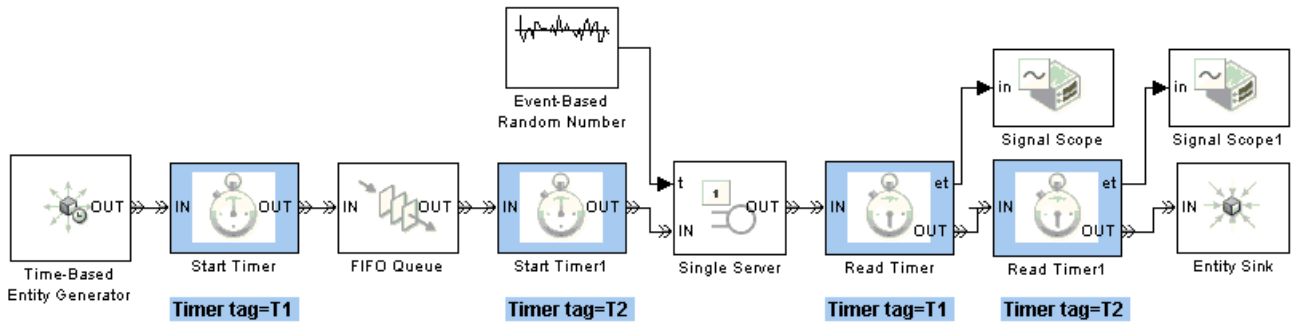 Event-Based
Random Number
in
Signal Scope
in
Signal Scope1
OUT
Time-Based
Entity Generator
IN
OUT
Start Timer
IN
OUT
FIFO Queue
IN
OUT
Start Timer1
t
IN
1
OUT
Single Server
IN
et
OUT
Read Timer
IN
et
OUT
Read Timer1
IN
Entity Sink
Timer tag=T1
Timer tag=T2
Timer tag=T1
Timer tag=T2